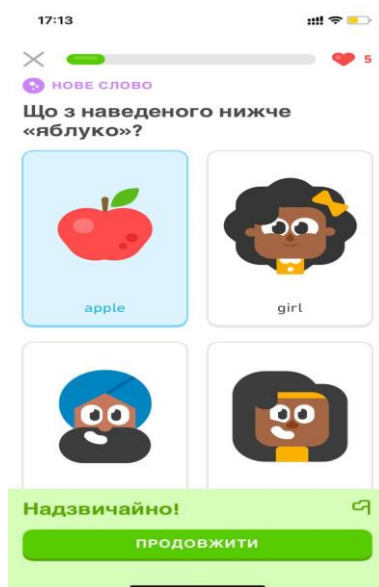 17:13
5
НОВЕ СЛОВО
Що з наведеного нижче
«яблуко»?
apple
girl
Надзвичайно!
ПРОДОВЖИТИ